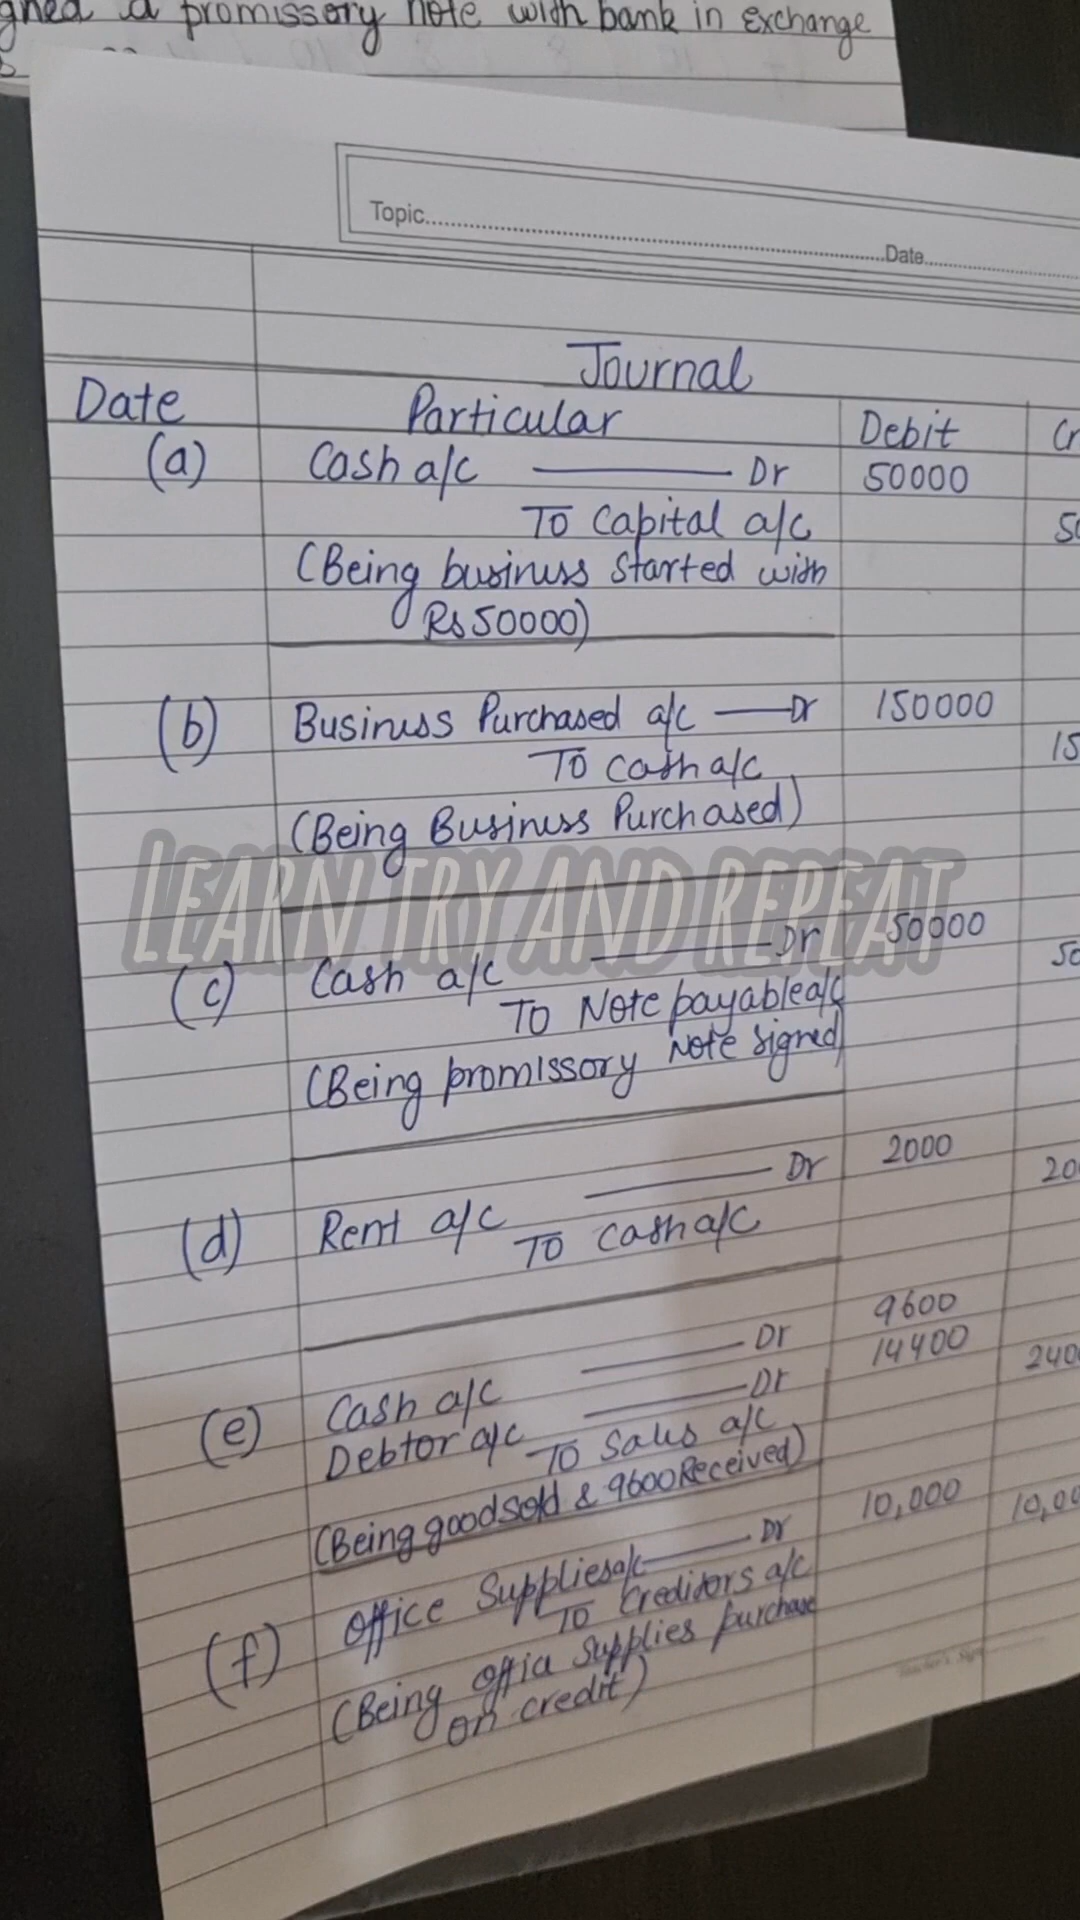 a promissory note with bank in exchange
Topic
Date
Journal
Date Particular Debit Cr
(a) Cash a/c Dr 50000
To Capital a/c
(Being business started with
Rs 50000)
(b) Business Purchased a/c Dr 150000
To cash a/c
(Being Business Purchased)
LEARN TRY AND REPEAT
(c) Cash a/c Dr 50000
To Note payable a/c
(Being promissory Note signed)
(d) Rent a/c Dr 2000
To cash a/c
(e) Cash a/c Dr 9600
Debtor a/c Dr 14400
To Sales a/c
(Being good sold & 9600 Received)
(f) office Supplies a/c Dr 10,000
To Creditors a/c
(Being office supplies purchase
on credit)